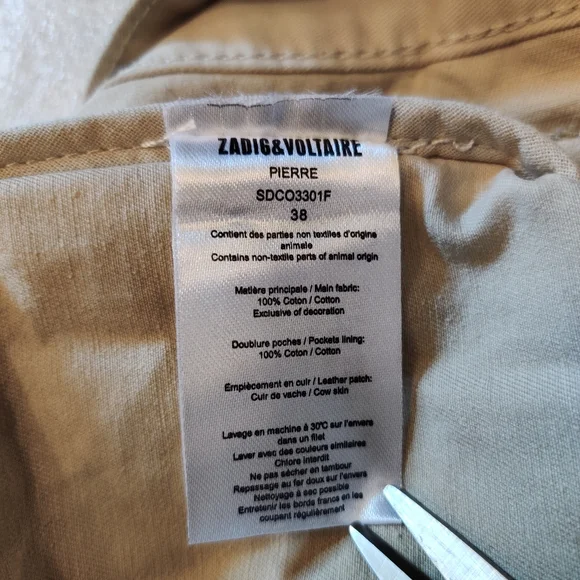 ZADIG&VOLTAIRE
PIERRE
SDCO3301F
38
Contient des parties non textiles d'origine
animale
Contains non-textile parts of animal origin
Matière principale / Main fabric:
100% Coton / Cotton
Exclusive of decoration
Doublure poches / Pockets lining:
100% Coton / Cotton
Empiècement en cuir / Leather patch:
Cuir de vache / Cow skin
Lavage en machine à 30°C sur l'envers
dans un filet
Laver avec des couleurs similaires
Chlore interdit
Ne pas sécher en tambour
Repassage au fer doux sur l'envers
Nettoyage à sec possible
Entretenir les bords francs en les
coupant régulièrement